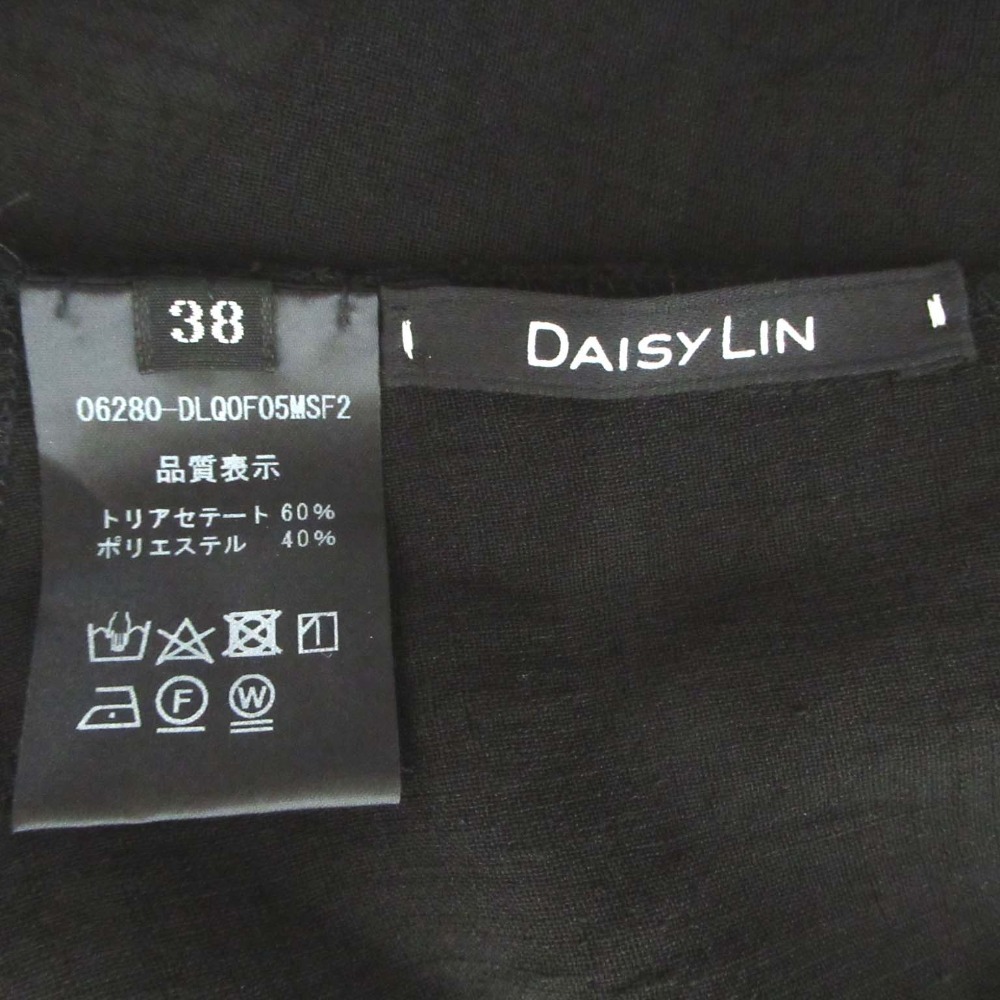 38
DAISY LIN
06280-DLQ0F05MSF2
品質表示
トリアセテート 60%
ポリエステル 40%
F W